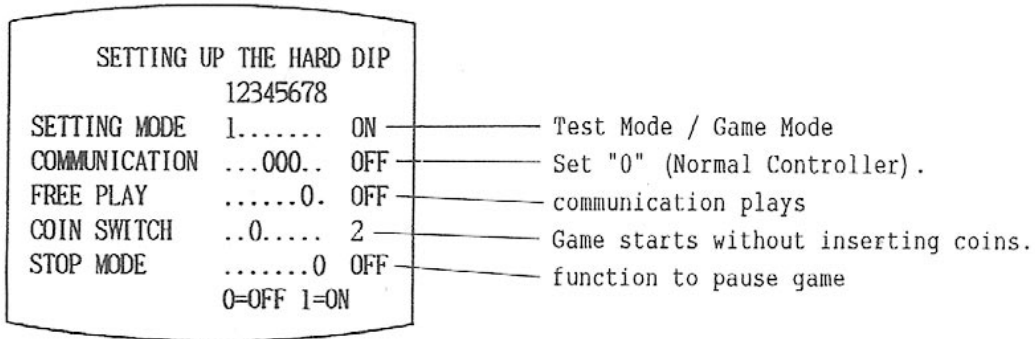 SETTING UP THE HARD DIP
12345678
SETTING MODE 1....... ON Test Mode / Game Mode
COMMUNICATION ...000.. OFF Set "0" (Normal Controller).
FREE PLAY ......0. OFF communication plays
COIN SWITCH ..0..... 2 Game starts without inserting coins.
STOP MODE .......0 OFF function to pause game
0=OFF 1=ON